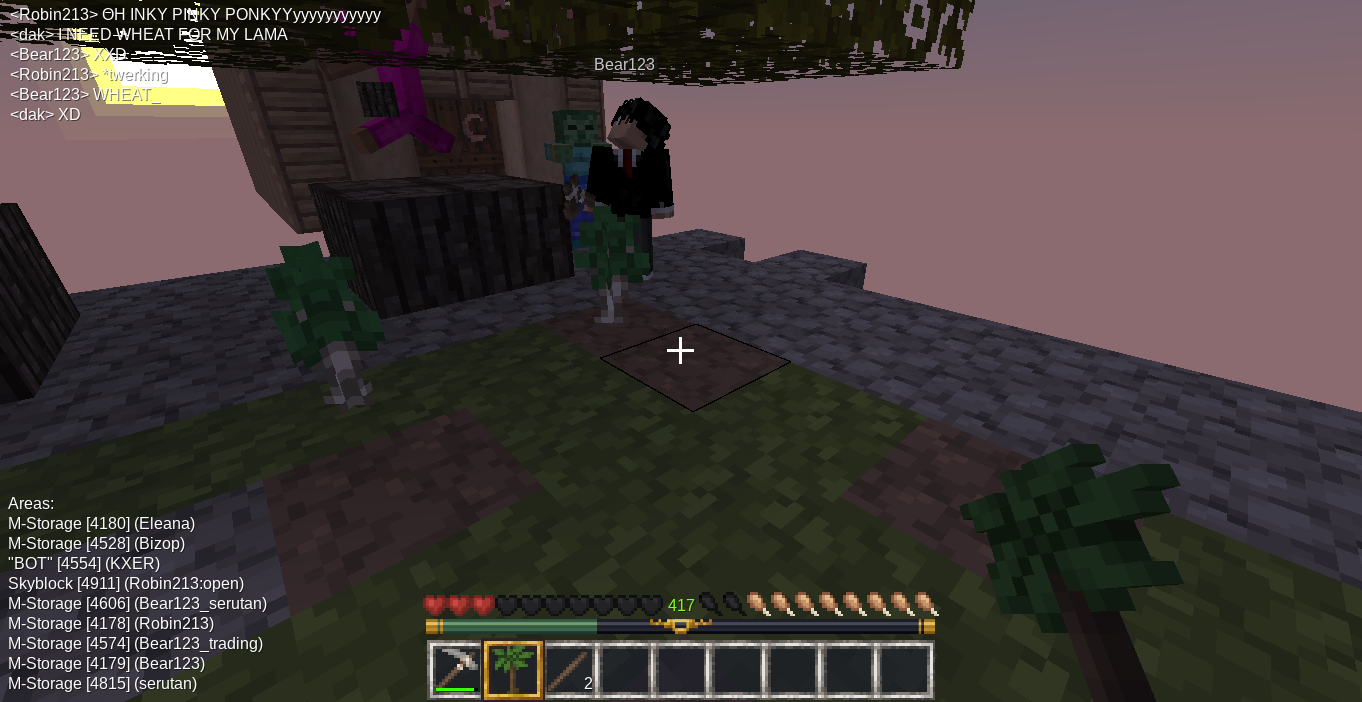 <Robin213> OH INKY PINKY PONKYYyyyyyyyyyyy
<dak> I NEED WHEAT FOR MY LAMA
<Bear123> XXD
<Robin213> *twerking
<Bear123> WHEAT_
<dak> XD
Bear123
Areas:
M-Storage [4180] (Eleana)
M-Storage [4528] (Bizop)
"BOT" [4554] (KXER)
Skyblock [4911] (Robin213:open)
M-Storage [4606] (Bear123_serutan)
M-Storage [4178] (Robin213)
M-Storage [4574] (Bear123_trading)
M-Storage [4179] (Bear123)
M-Storage [4815] (serutan)
417
2